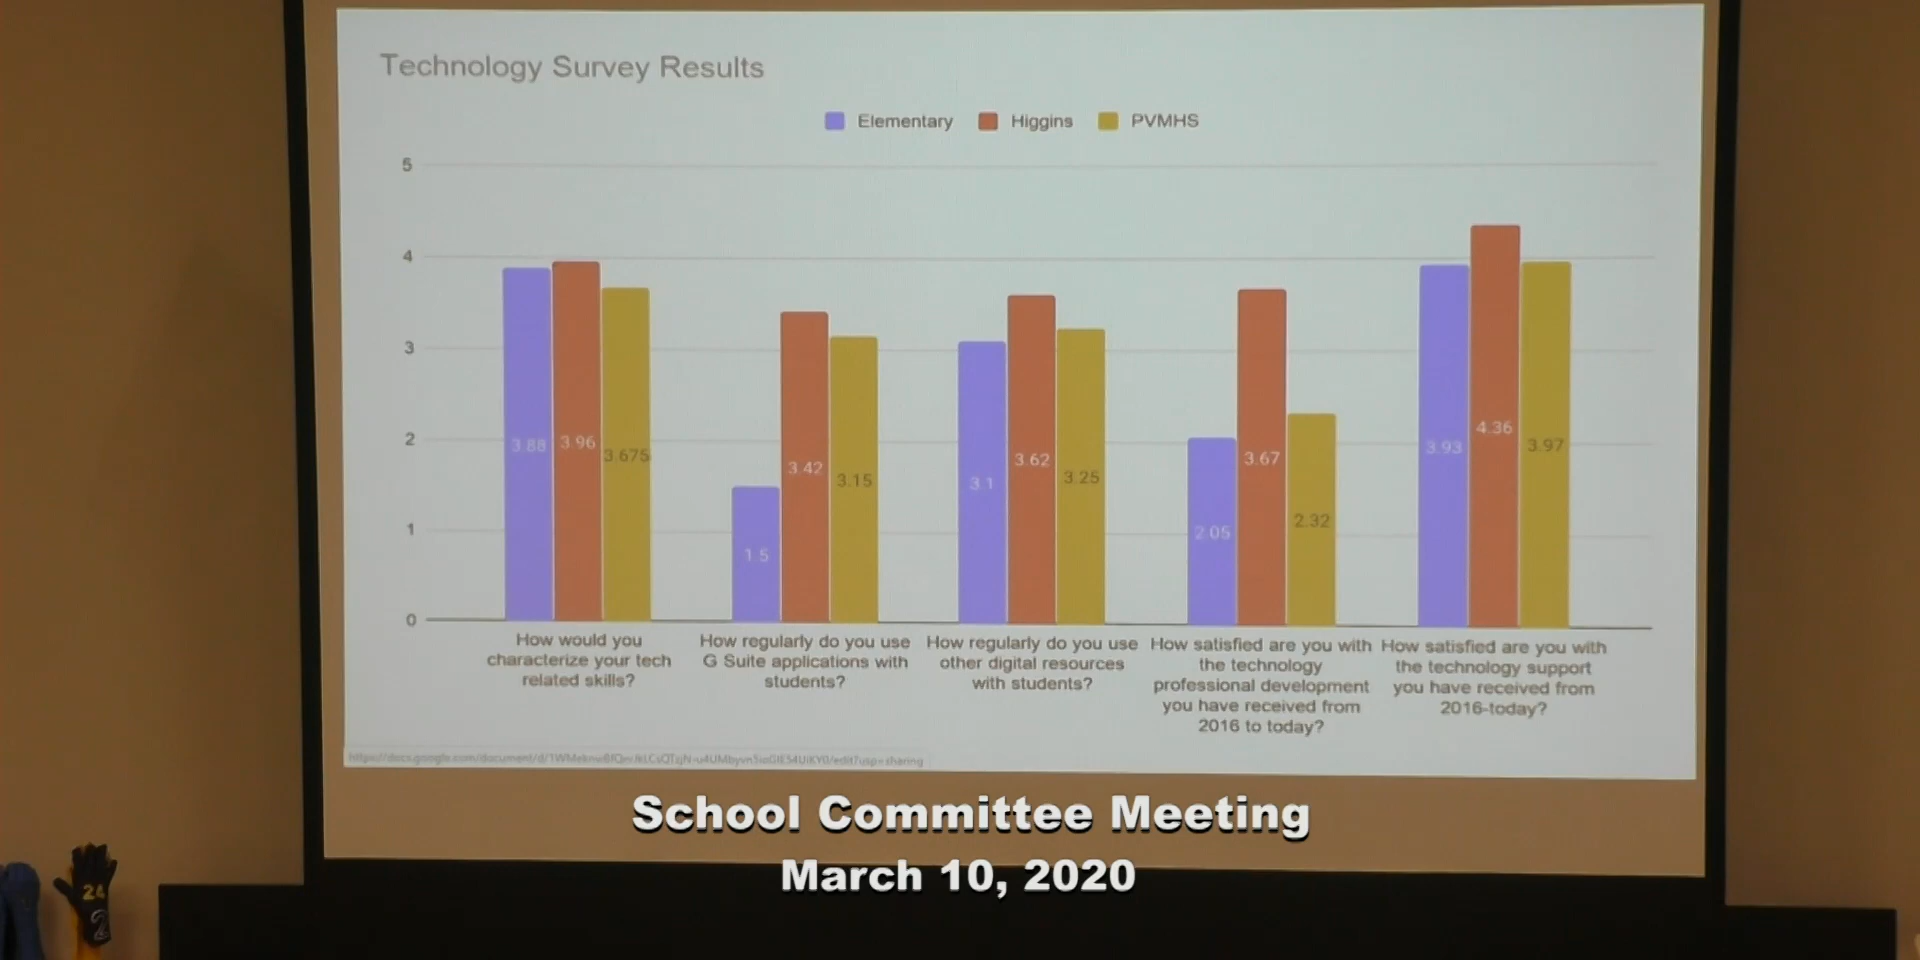 Technology Survey Results
Elementary Higgins PVMHS
5
4
3
2
1
0
3.88 3.96 3.675
1.5 3.42 3.15
3.1 3.62 3.25
2.05 3.67 2.32
3.93 4.36 3.97
How would you
characterize your tech
related skills?
How regularly do you use
G Suite applications with
students?
How regularly do you use
other digital resources
with students?
How satisfied are you with
the technology
professional development
you have received from
2016 to today?
How satisfied are you with
the technology support
you have received from
2016-today?
School Committee Meeting
March 10, 2020
24
2